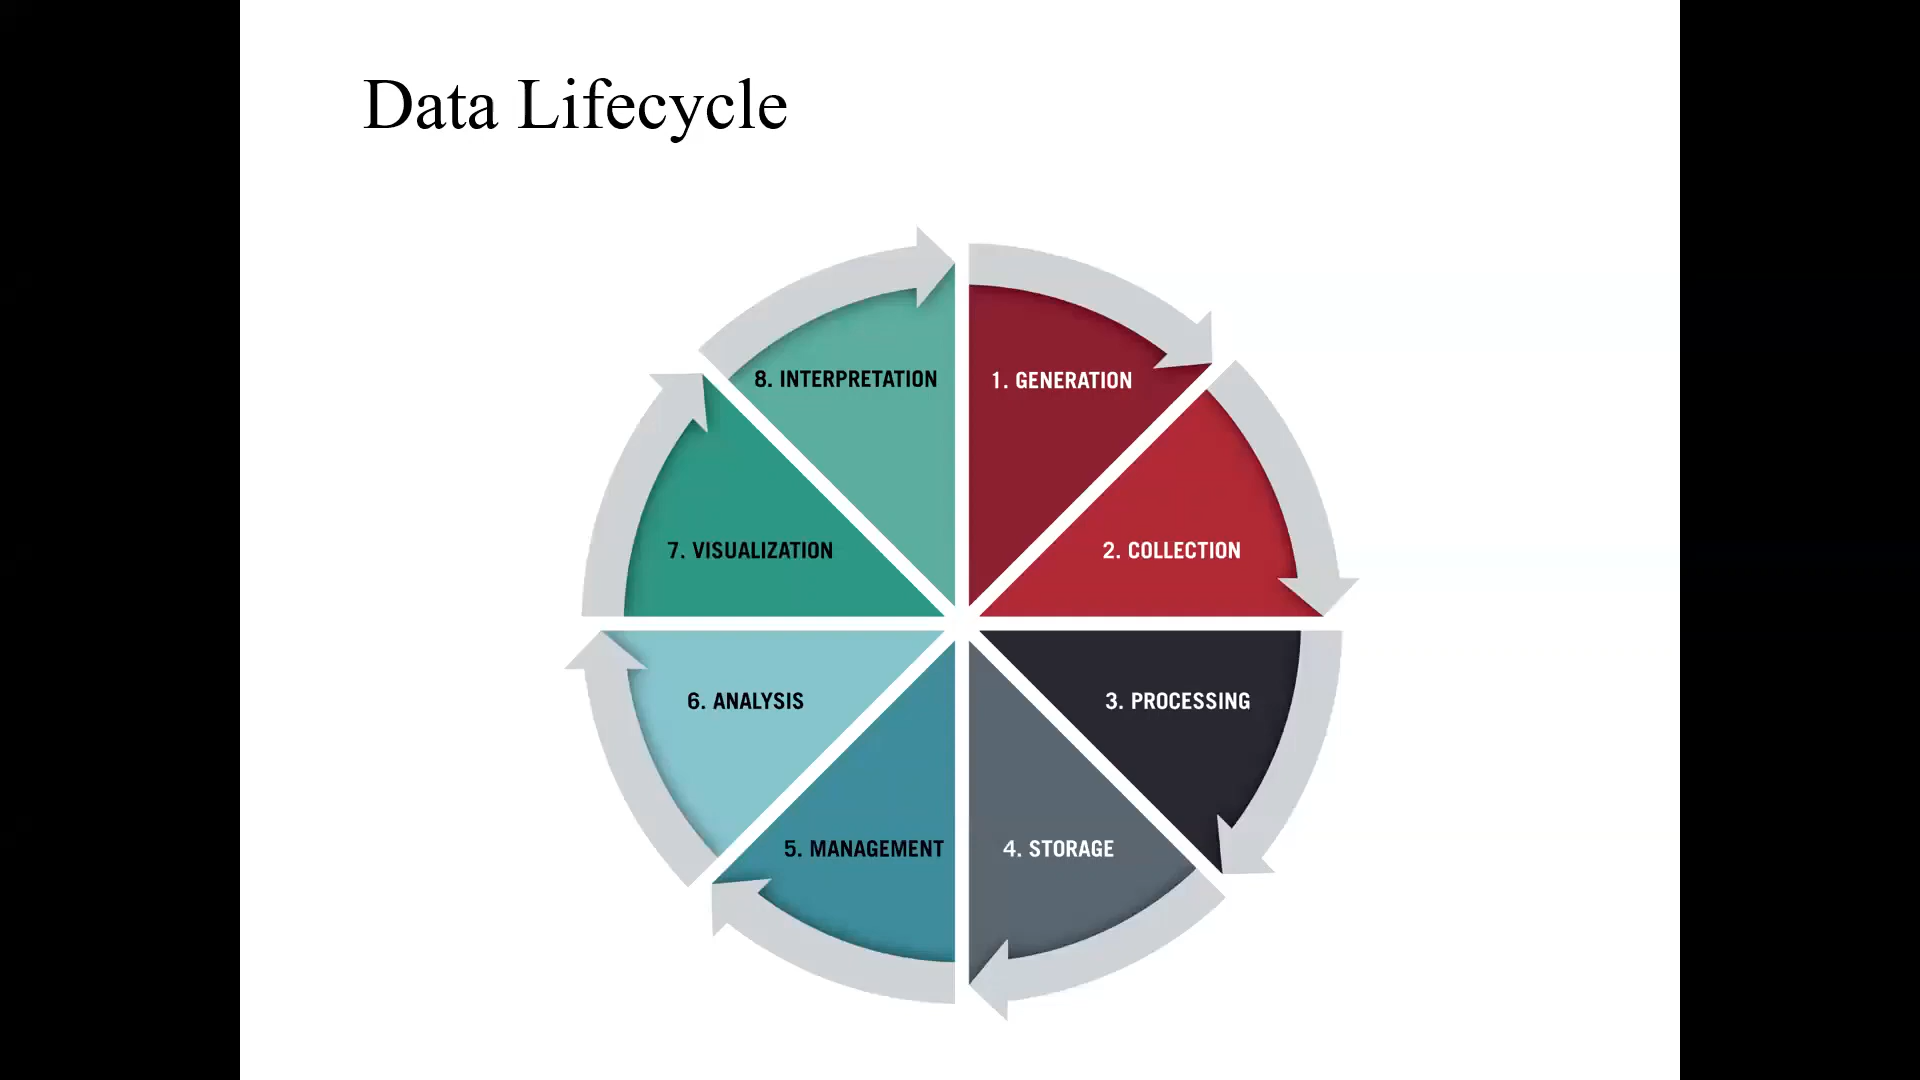 Data Lifecycle
1. GENERATION
2. COLLECTION
3. PROCESSING
4. STORAGE
5. MANAGEMENT
6. ANALYSIS
7. VISUALIZATION
8. INTERPRETATION